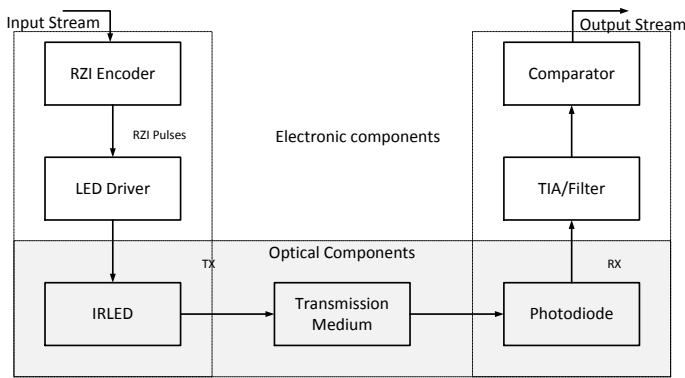 Input Stream
Output Stream
RZI Encoder
Comparator
RZI Pulses
Electronic components
LED Driver
TIA/Filter
Optical Components
TX
RX
IRLED
Transmission
Medium
Photodiode